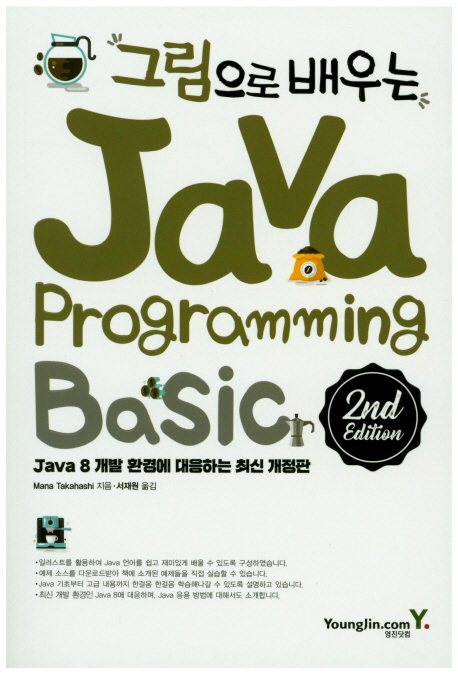 그림으로 배우는
Java
Programming
Basic
2nd
Edition
Java 8 개발 환경에 대응하는 최신 개정판
Mana Takahashi 지음·서재원 옮김
•일러스트를 활용하여 Java 언어를 쉽고 재미있게 배울 수 있도록 구성하였습니다.
•예제 소스를 다운로드받아 책에 소개된 예제들을 직접 실습할 수 있습니다.
•Java 기초부터 고급 내용까지 한걸음 한걸음 학습해나갈 수 있도록 설명하고 있습니다.
•최신 개발 환경인 Java 8에 대응하며, Java 응용 방법에 대해서도 소개합니다.
YoungJin.com Y.
영진닷컴